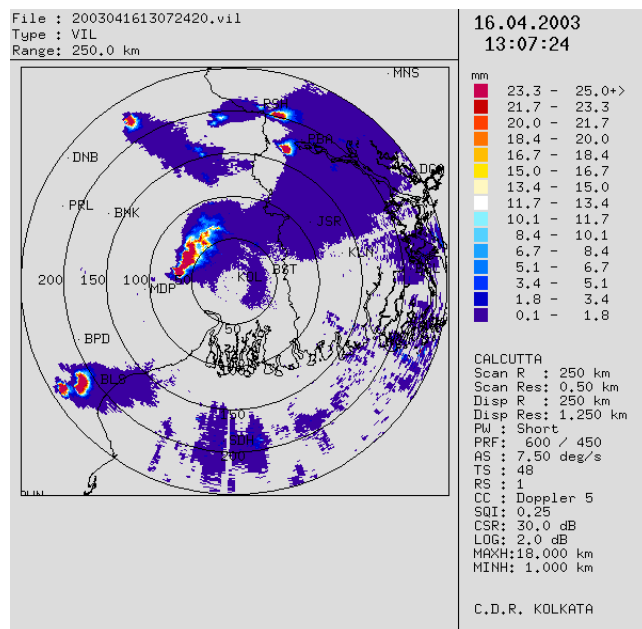 File : 2003041613072420.vil
Type : VIL
Range: 250.0 km
16.04.2003
13:07:24
mm
23.3 - 25.0+>
21.7 - 23.3
20.0 - 21.7
18.4 - 20.0
16.7 - 18.4
15.0 - 16.7
13.4 - 15.0
11.7 - 13.4
10.1 - 11.7
8.4 - 10.1
6.7 - 8.4
5.1 - 6.7
3.4 - 5.1
1.8 - 3.4
0.1 - 1.8
MNS
DNB
PRL
BMK
JSR
KLN
200 150 100
KOL
BST
MDP
50
BPD
BLS
CALCUTTA
Scan R : 250 km
Scan Res: 0.50 km
Disp R : 250 km
Disp Res: 1.250 km
PW : Short
PRF: 600 / 450
AS : 7.50 deg/s
TS : 48
RS : 1
CC : Doppler 5
SQI: 0.25
CSR: 30.0 dB
LOG: 2.0 dB
MAXH:18.000 km
MINH: 1.000 km
C.D.R. KOLKATA